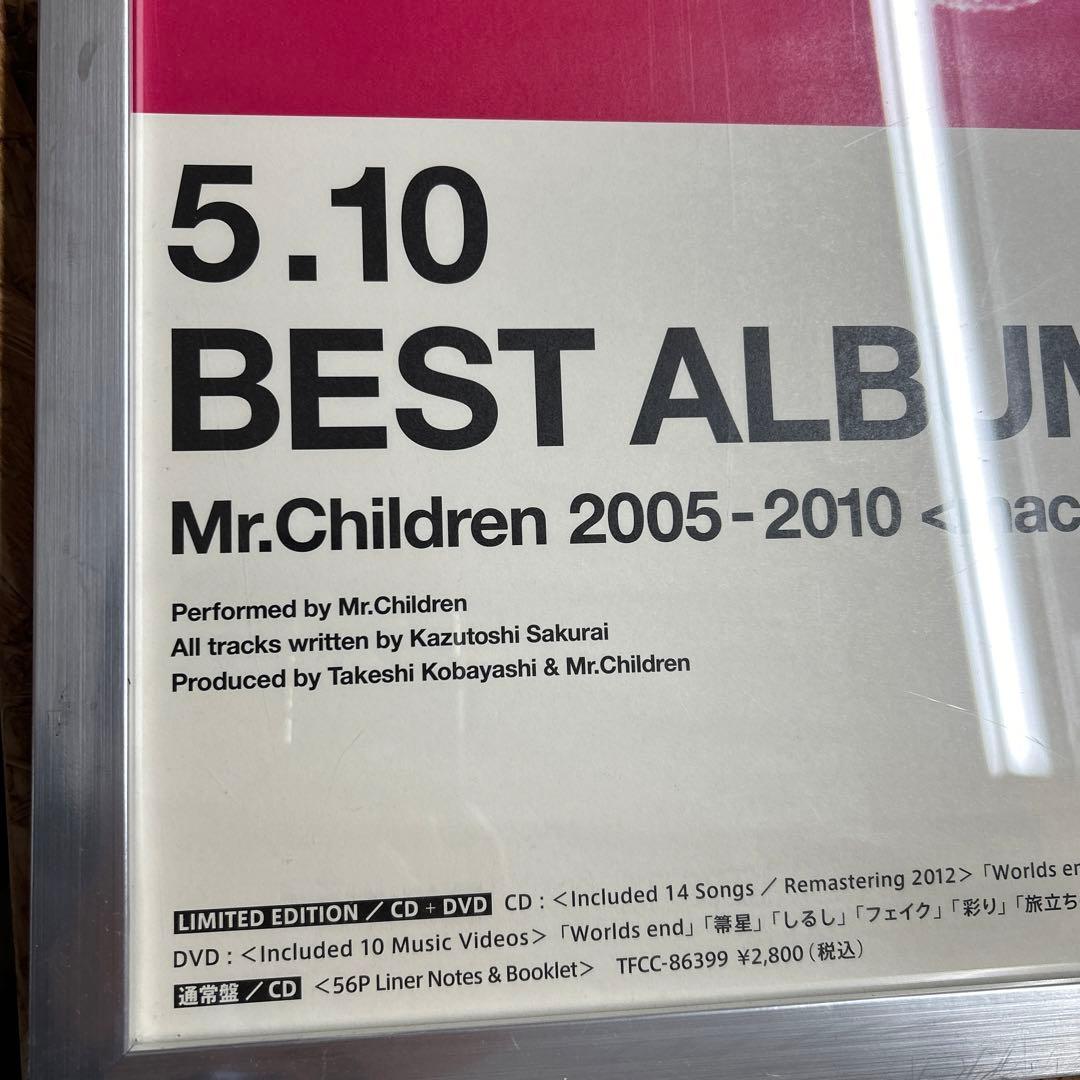 5.10
BEST ALBUM
Mr.Children 2005-2010 <mac
Performed by Mr.Children
All tracks written by Kazutoshi Sakurai
Produced by Takeshi Kobayashi & Mr.Children
LIMITED EDITION / CD + DVD CD : <Included 14 Songs / Remastering 2012>「Worlds en
DVD : <Included 10 Music Videos>「Worlds end」「箒星」「しるし」「フェイク」「彩り」「旅立ち
通常盤 / CD <56P Liner Notes & Booklet> TFCC-86399 ¥2,800（税込）